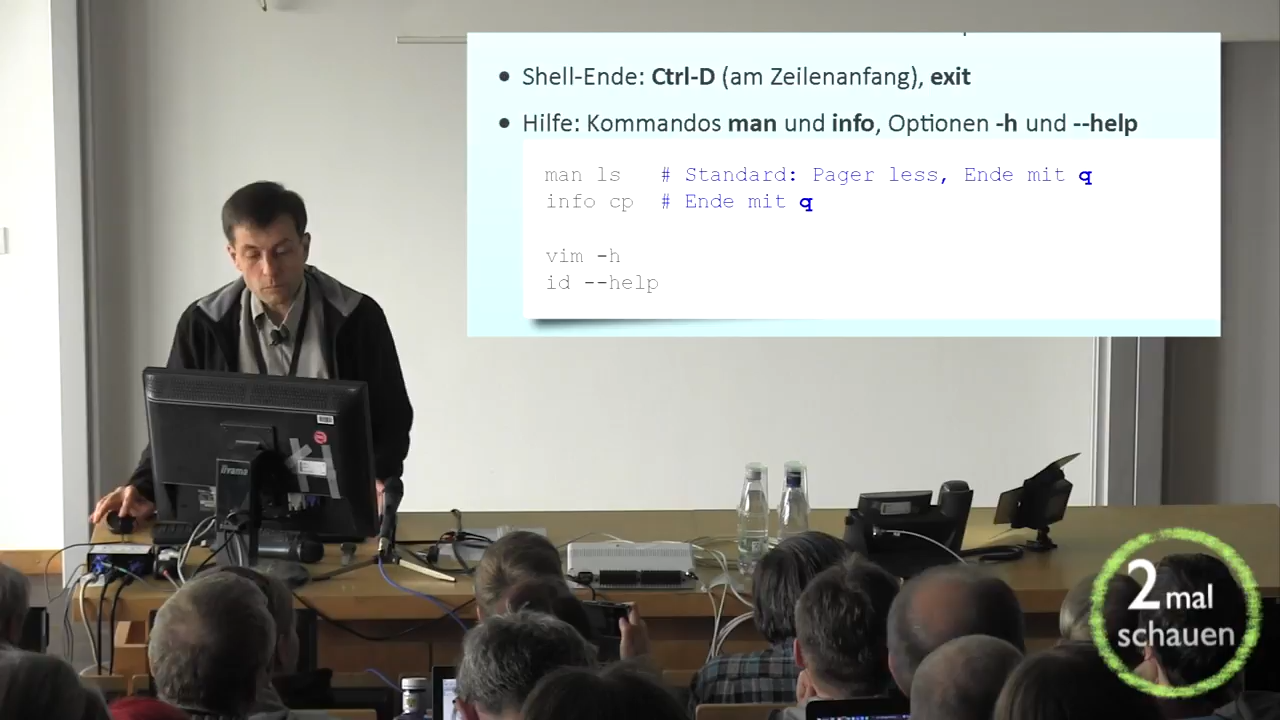 • Shell-Ende: Ctrl-D (am Zeilenanfang), exit
• Hilfe: Kommandos man und info, Optionen -h und --help
man ls # Standard: Pager less, Ende mit q
info cp # Ende mit q
vim -h
id --help
iiyama
2 mal
schauen